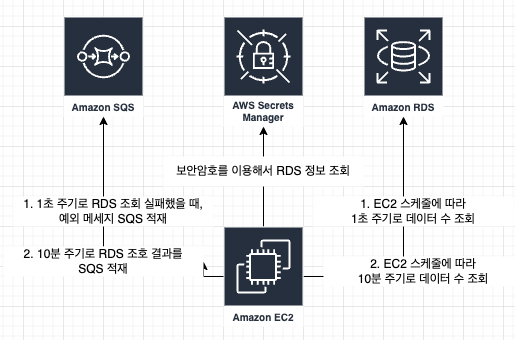 Amazon SQS
AWS Secrets
Manager
Amazon RDS
보안암호를 이용해서 RDS 정보 조회
1. 1초 주기로 RDS 조회 실패했을 때,
예외 메세지 SQS 적재
2. 10분 주기로 RDS 조호 결과를
SQS 적재
1. EC2 스케줄에 따라
1초 주기로 데이터 수 조회
2. EC2 스케줄에 따라
10분 주기로 데이터 수 조회
Amazon EC2